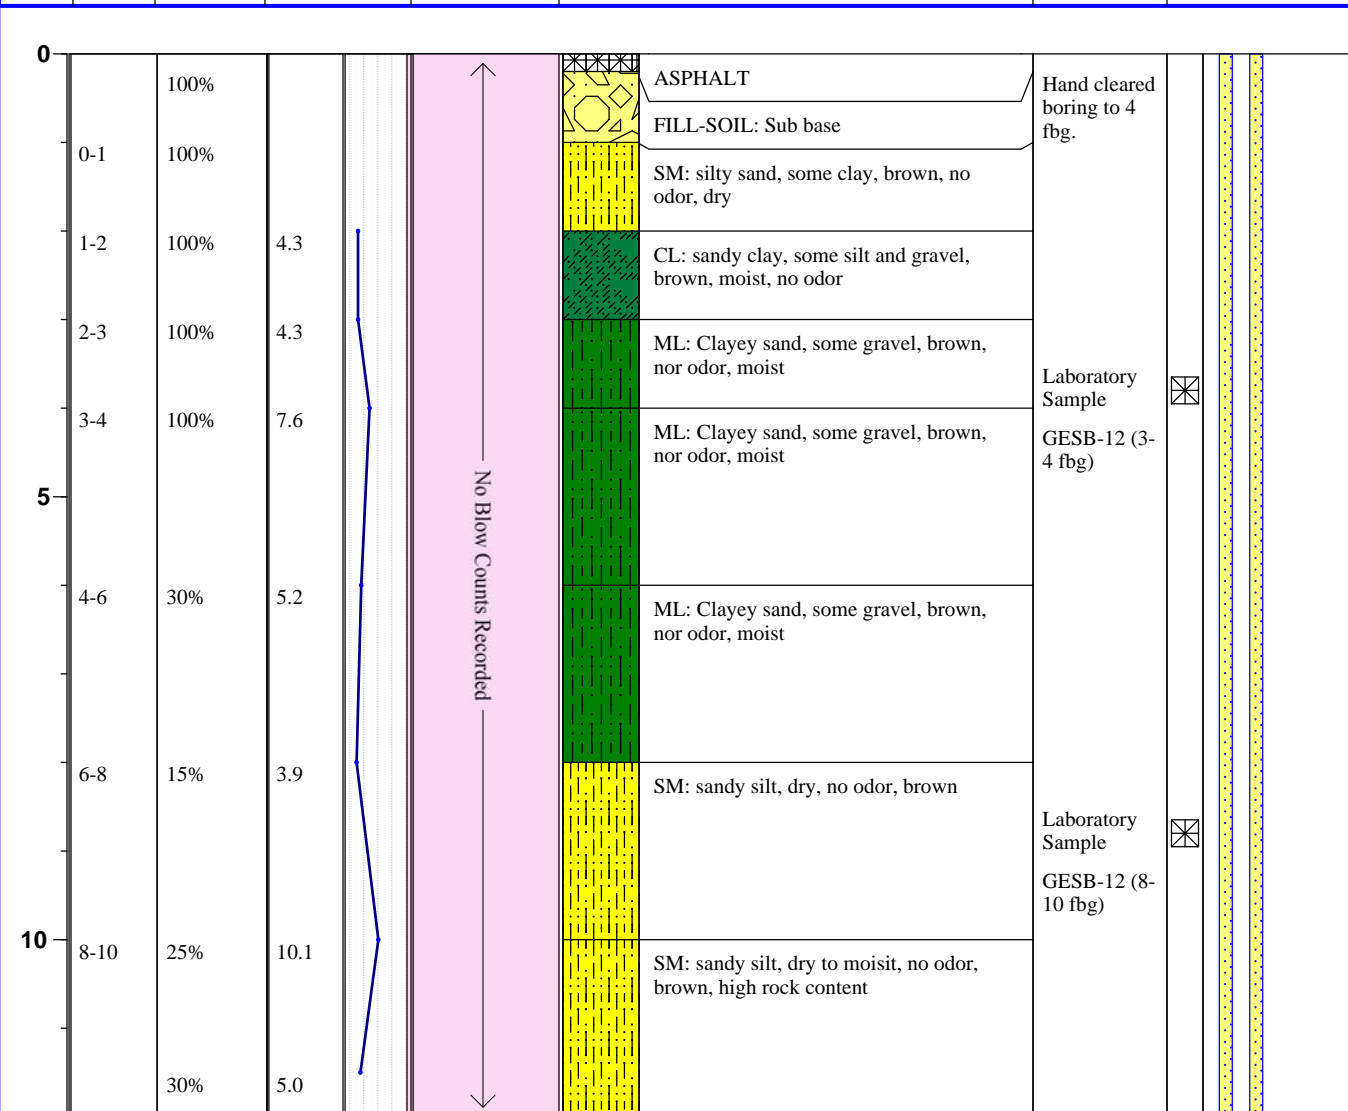 0
100%
ASPHALT
Hand cleared
boring to 4
fbg.
FILL-SOIL: Sub base
0-1
100%
SM: silty sand, some clay, brown, no
odor, dry
1-2
100%
4.3
CL: sandy clay, some silt and gravel,
brown, moist, no odor
2-3
100%
4.3
ML: Clayey sand, some gravel, brown,
nor odor, moist
Laboratory
Sample
GESB-12 (3-
4 fbg)
3-4
100%
7.6
ML: Clayey sand, some gravel, brown,
nor odor, moist
5
No Blow Counts Recorded
4-6
30%
5.2
ML: Clayey sand, some gravel, brown,
nor odor, moist
6-8
15%
3.9
SM: sandy silt, dry, no odor, brown
Laboratory
Sample
GESB-12 (8-
10 fbg)
10
8-10
25%
10.1
SM: sandy silt, dry to moisit, no odor,
brown, high rock content
30%
5.0